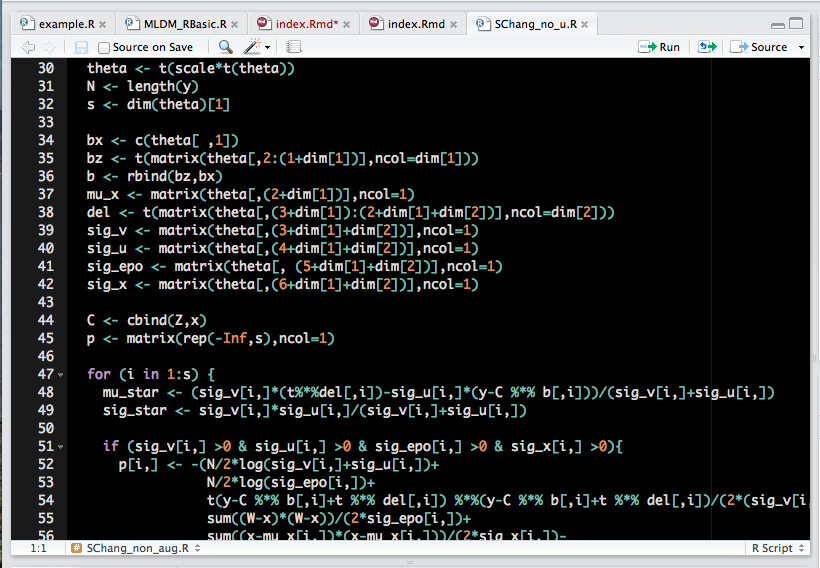 example.R × MLDM_RBasic.R × index.Rmd* × index.Rmd × SChang_no_u.R ×
Source on Save Run Source
30 theta <- t(scale*t(theta))
31 N <- length(y)
32 s <- dim(theta)[1]
33
34 bx <- c(theta[ ,1])
35 bz <- t(matrix(theta[,2:(1+dim[1])],ncol=dim[1]))
36 b <- rbind(bz,bx)
37 mu_x <- matrix(theta[,(2+dim[1])],ncol=1)
38 del <- t(matrix(theta[,(3+dim[1]):(2+dim[1]+dim[2])],ncol=dim[2]))
39 sig_v <- matrix(theta[,(3+dim[1]+dim[2])],ncol=1)
40 sig_u <- matrix(theta[,(4+dim[1]+dim[2])],ncol=1)
41 sig_epo <- matrix(theta[, (5+dim[1]+dim[2])],ncol=1)
42 sig_x <- matrix(theta[,(6+dim[1]+dim[2])],ncol=1)
43
44 C <- cbind(Z,x)
45 p <- matrix(rep(-Inf,s),ncol=1)
46
47 for (i in 1:s) {
48 mu_star <- (sig_v[i,]*(t%*%del[,i])-sig_u[i,]*(y-C %*% b[,i]))/(sig_v[i,]+sig_u[i,])
49 sig_star <- sig_v[i,]*sig_u[i,]/(sig_v[i,]+sig_u[i,])
50
51 if (sig_v[i,] >0 & sig_u[i,] >0 & sig_epo[i,] >0 & sig_x[i,] >0){
52 p[i,] <- -(N/2*log(sig_v[i,]+sig_u[i,])+
53 N/2*log(sig_epo[i,])+
54 t(y-C %*% b[,i]+t %*% del[,i]) %*%(y-C %*% b[,i]+t %*% del[,i])/(2*(sig_v[i,
55 sum((W-x)*(W-x))/(2*sig_epo[i,])+
56 sum((x-mu_x[i,])*(x-mu_x[i,]))/(2*sig_x[i,])-
1:1 SChang_non_aug.R R Script